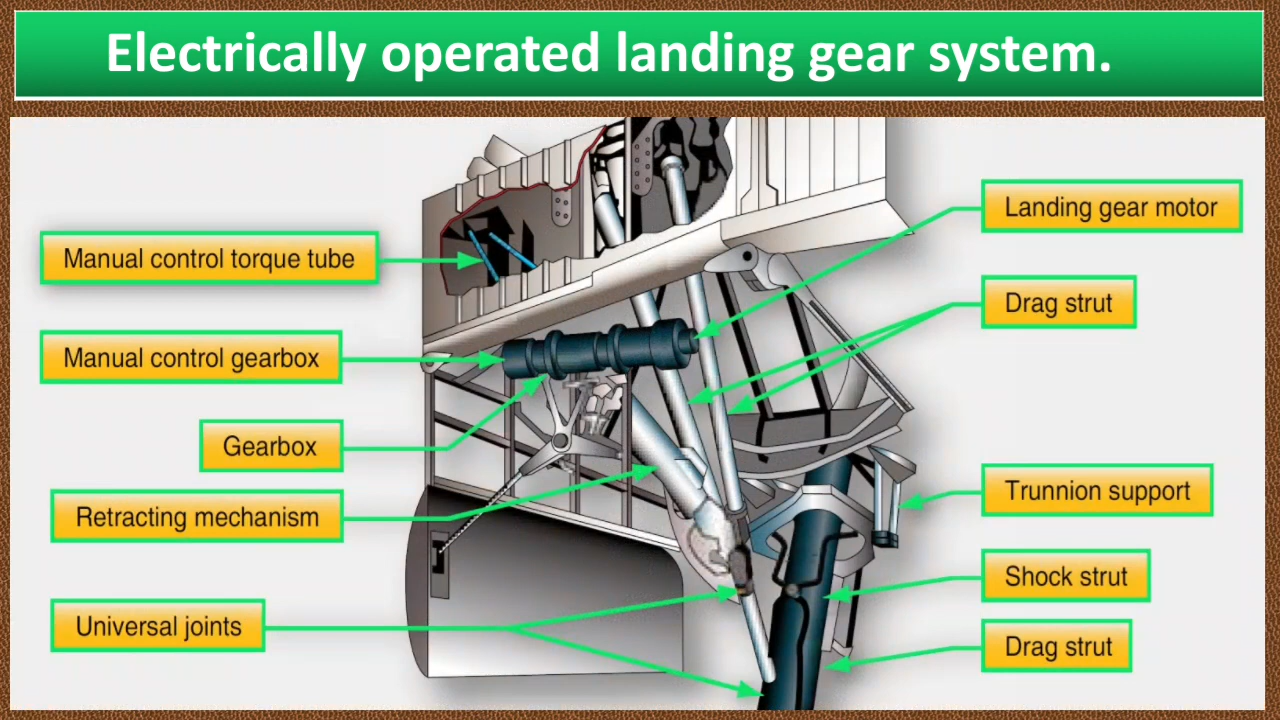 Electrically operated landing gear system.
Manual control torque tube
Manual control gearbox
Gearbox
Retracting mechanism
Universal joints
Landing gear motor
Drag strut
Trunnion support
Shock strut
Drag strut